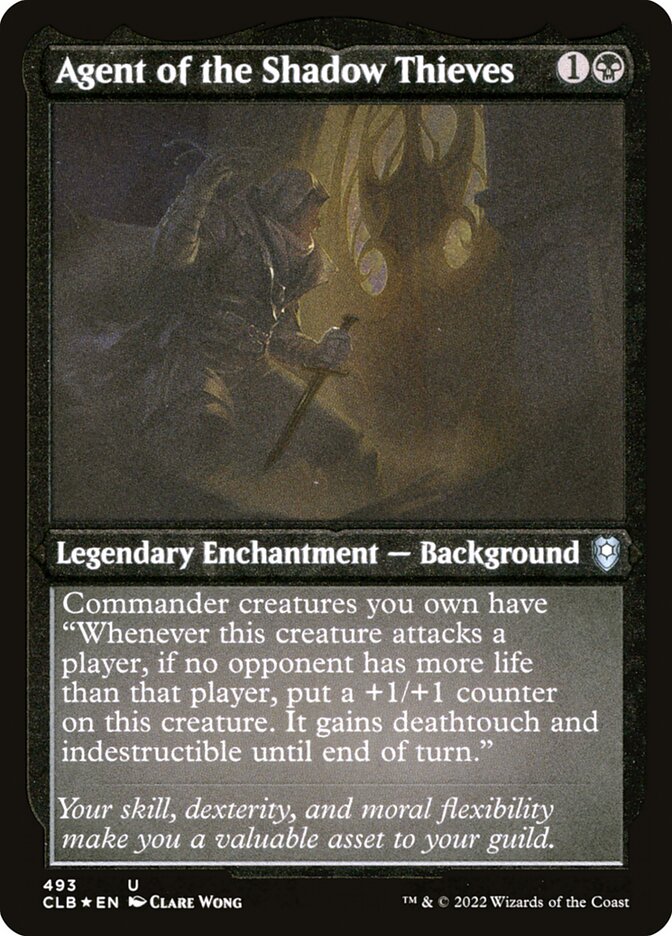 Agent of the Shadow Thieves 1
Legendary Enchantment — Background
Commander creatures you own have
“Whenever this creature attacks a
player, if no opponent has more life
than that player, put a +1/+1 counter
on this creature. It gains deathtouch and
indestructible until end of turn.”
Your skill, dexterity, and moral flexibility
make you a valuable asset to your guild.
493 U
CLB★EN Clare Wong ™ & © 2022 Wizards of the Coast